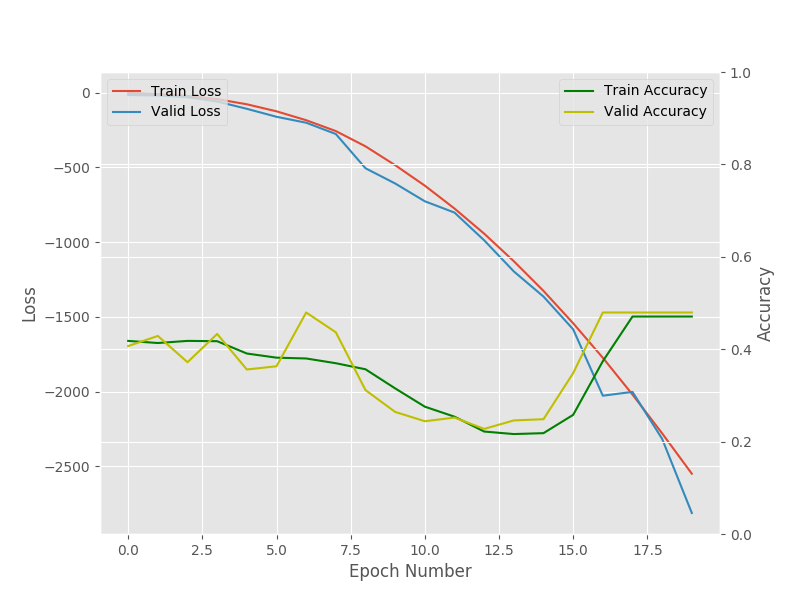 Train Loss
Valid Loss
Train Accuracy
Valid Accuracy
0
−500
−1000
−1500
−2000
−2500
Loss
1.0
0.8
0.6
0.4
0.2
0.0
Accuracy
0.0 2.5 5.0 7.5 10.0 12.5 15.0 17.5
Epoch Number